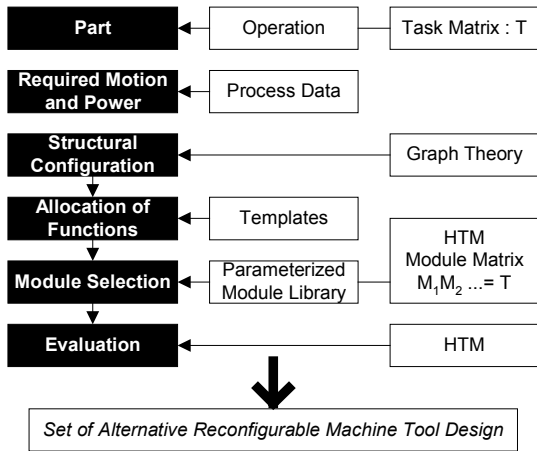 Part
Operation
Task Matrix : T
Required Motion
and Power
Process Data
Structural
Configuration
Graph Theory
Allocation of
Functions
Templates
HTM
Module Matrix
M₁M₂ ...= T
Module Selection
Parameterized
Module Library
Evaluation
HTM
Set of Alternative Reconfigurable Machine Tool Design